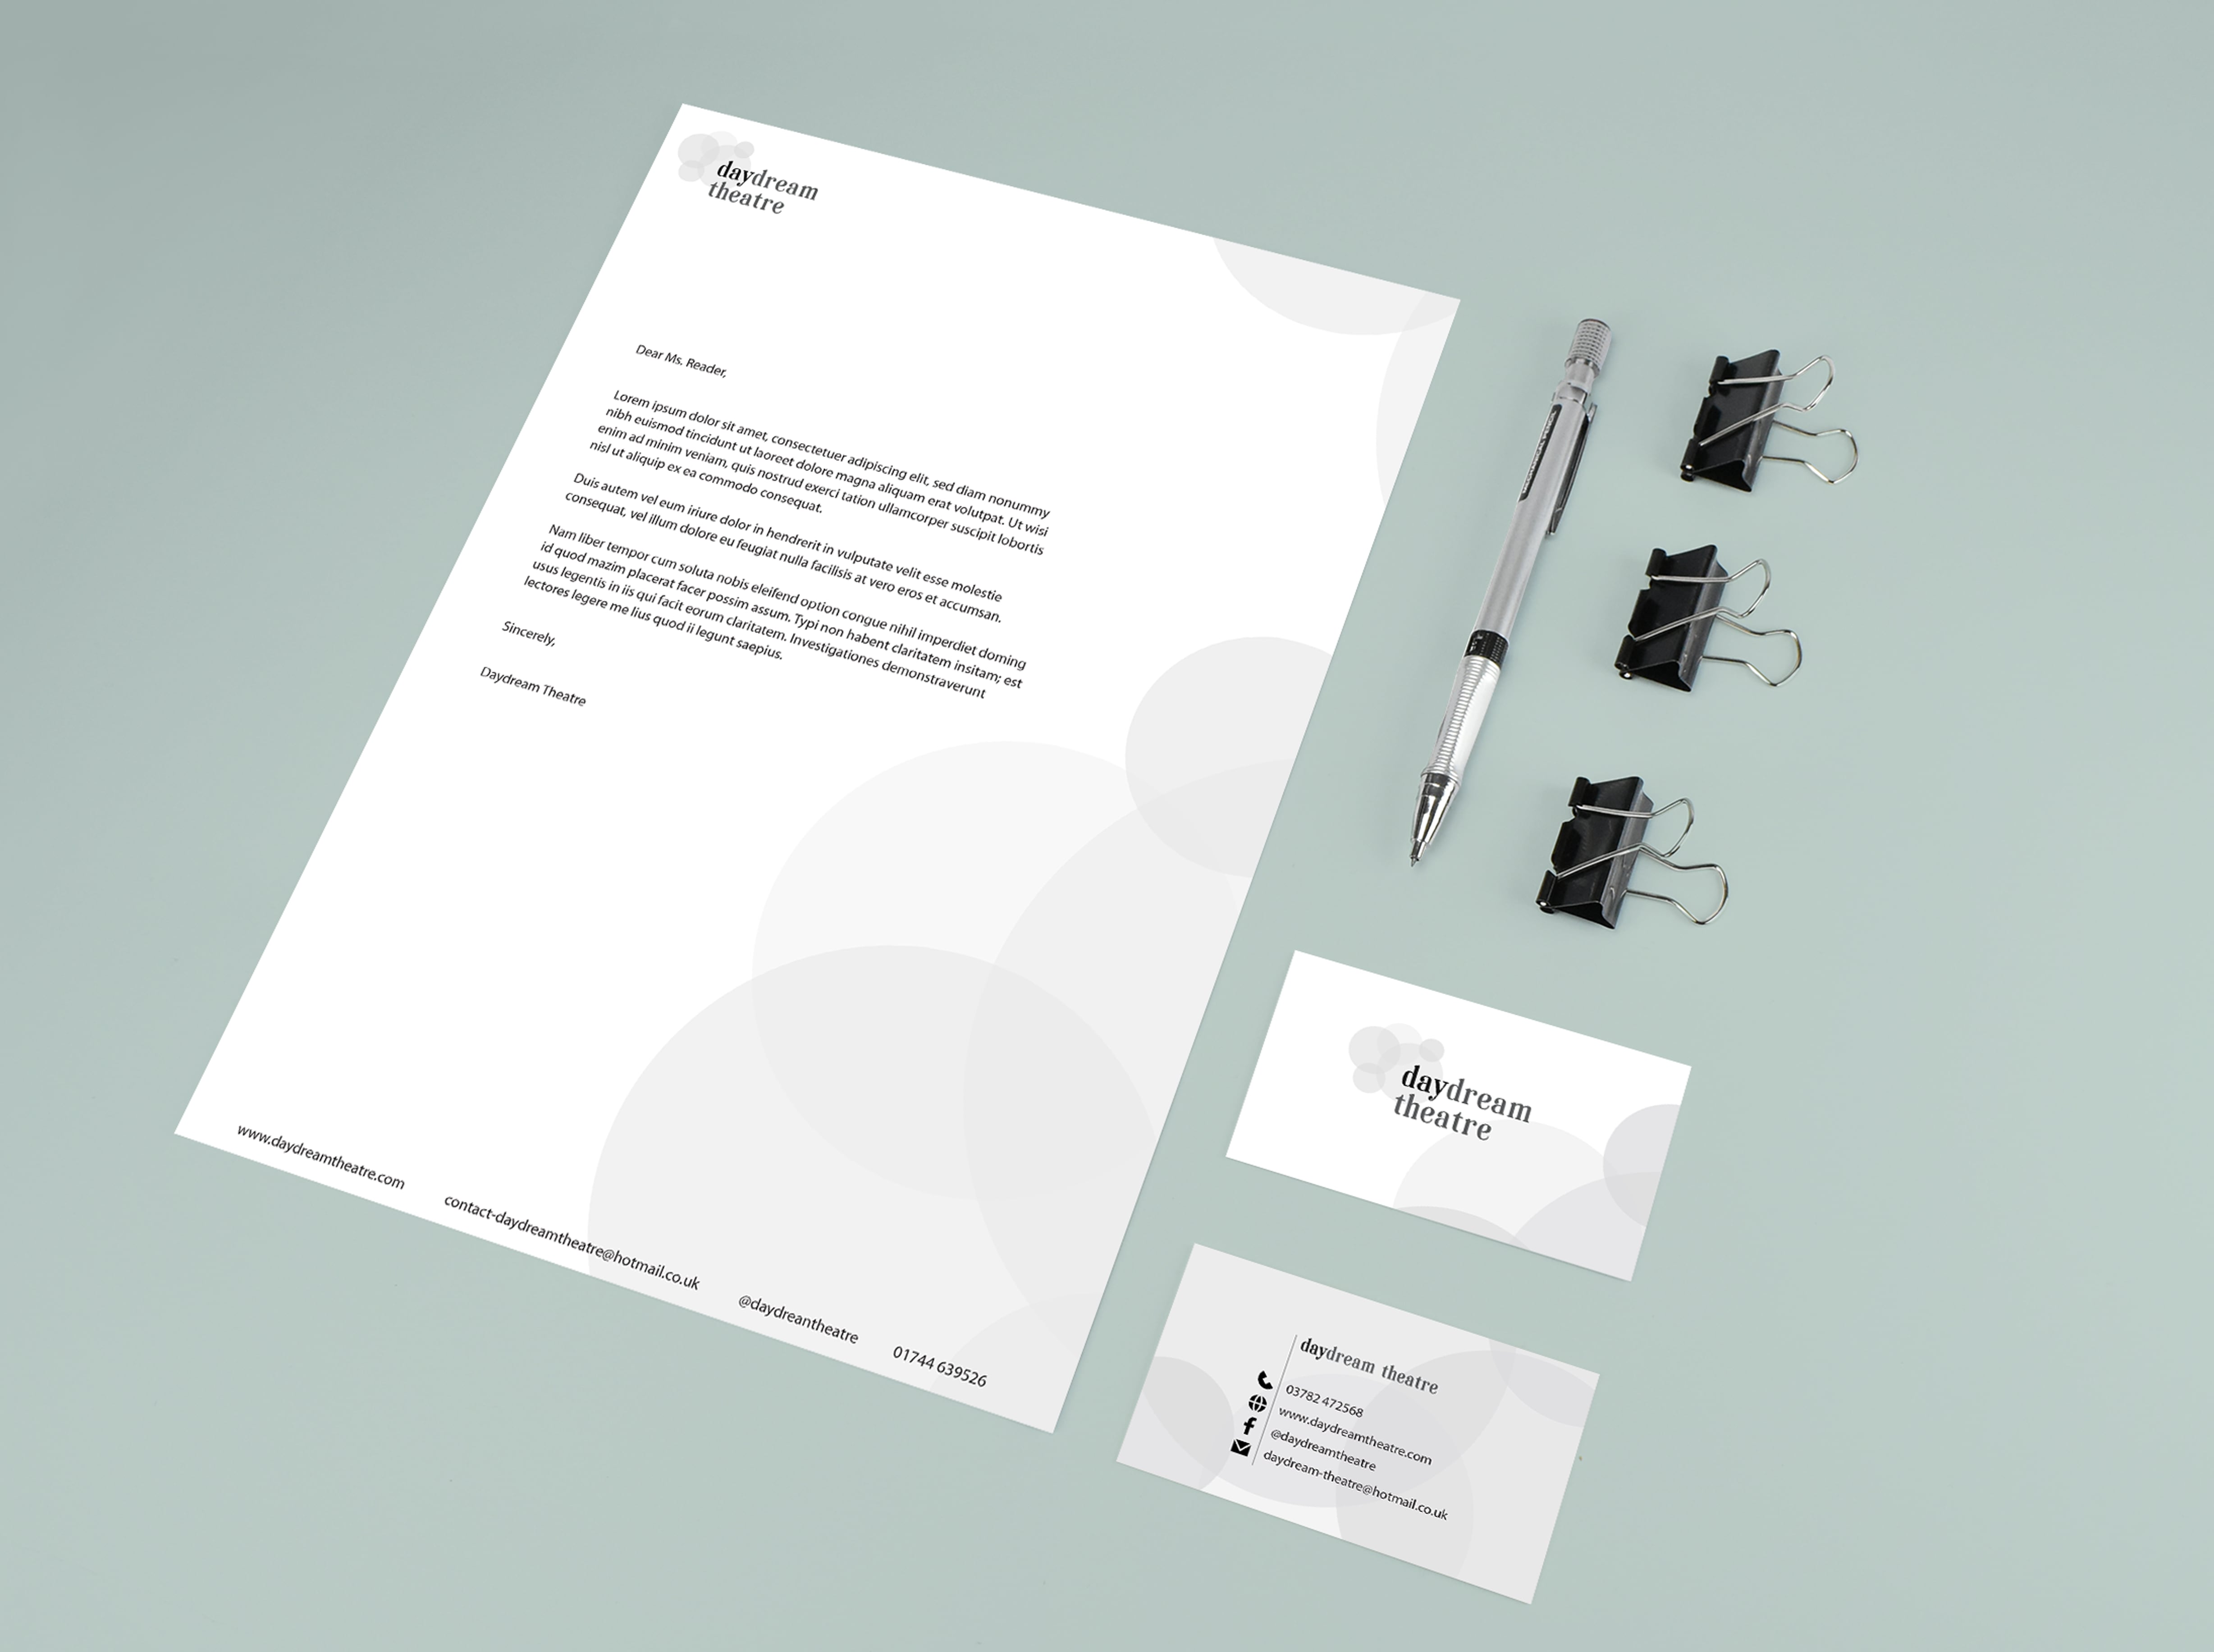 daydream
theatre
Dear Ms. Reader,
Lorem ipsum dolor sit amet, consectetuer adipiscing elit, sed diam nonummy
nibh euismod tincidunt ut laoreet dolore magna aliquam erat volutpat. Ut wisi
enim ad minim veniam, quis nostrud exerci tation ullamcorper suscipit lobortis
nisl ut aliquip ex ea commodo consequat.
Duis autem vel eum iriure dolor in hendrerit in vulputate velit esse molestie
consequat, vel illum dolore eu feugiat nulla facilisis at vero eros et accumsan.
Nam liber tempor cum soluta nobis eleifend option congue nihil imperdiet doming
id quod mazim placerat facer possim assum. Typi non habent claritatem insitam; est
usus legentis in iis qui facit eorum claritatem. Investigationes demonstraverunt
lectores legere me lius quod ii legunt saepius.
Sincerely,
Daydream Theatre
www.daydreamtheatre.com
contact-daydreamtheatre@hotmail.co.uk
@daydreantheatre
01744 639526
daydream
theatre
daydream theatre
03782 472568
www.daydreamtheatre.com
@daydreamtheatre
daydream-theatre@hotmail.co.uk